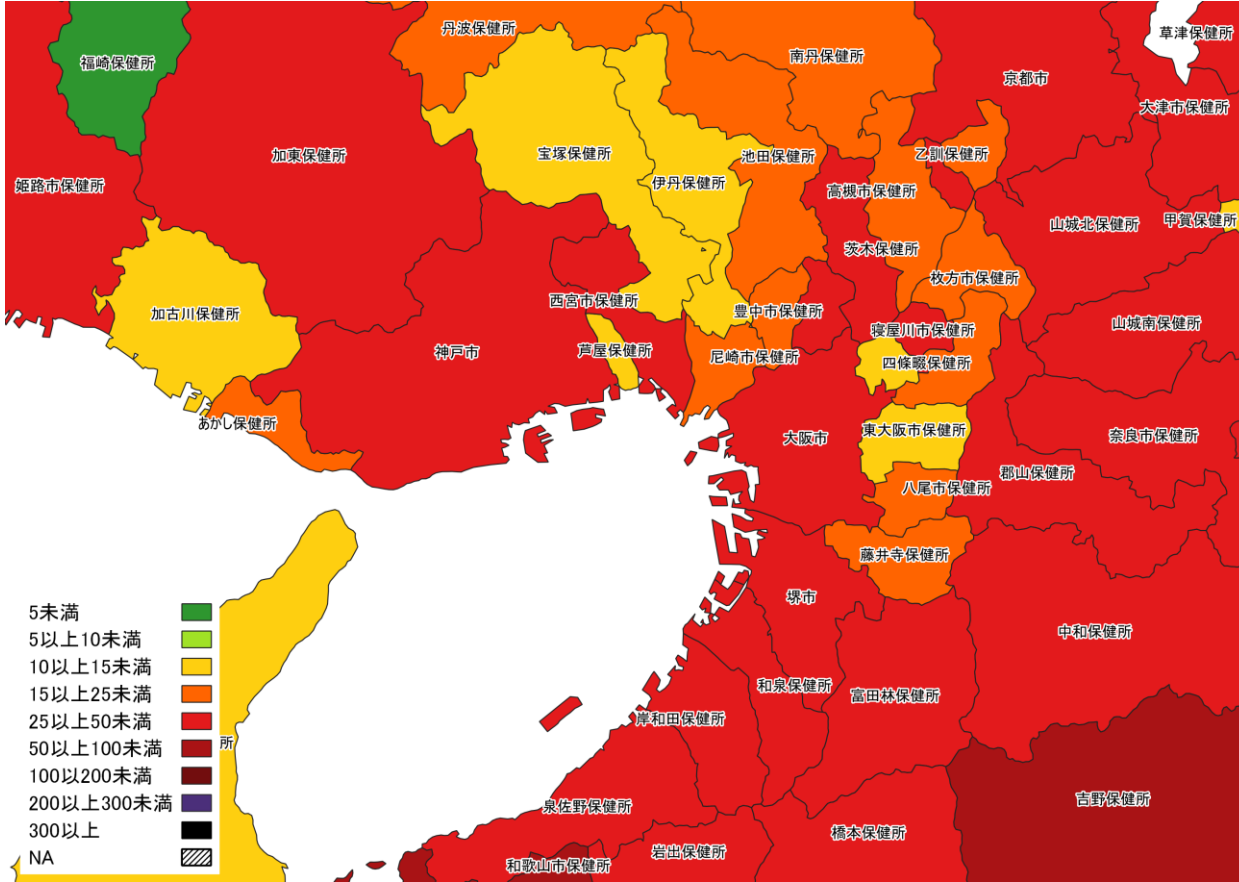 草津保健所
丹波保健所
南丹保健所
福崎保健所
京都市
大津市保健所
加東保健所
宝塚保健所
池田保健所
乙訓保健所
姫路市保健所
伊丹保健所
高槻市保健所
甲賀保健所
山城北保健所
茨木保健所
枚方市保健所
西宮市保健所
加古川保健所
豊中市保健所
山城南保健所
寝屋川市保健所
神戸市
芦屋保健所
尼崎市保健所
四條畷保健所
あかし保健所
東大阪市保健所
大阪市
奈良市保健所
郡山保健所
八尾市保健所
藤井寺保健所
堺市
中和保健所
和泉保健所
富田林保健所
岸和田保健所
所
吉野保健所
泉佐野保健所
橋本保健所
岩出保健所
和歌山市保健所
5未満
5以上10未満
10以上15未満
15以上25未満
25以上50未満
50以上100未満
100以200未満
200以上300未満
300以上
NA